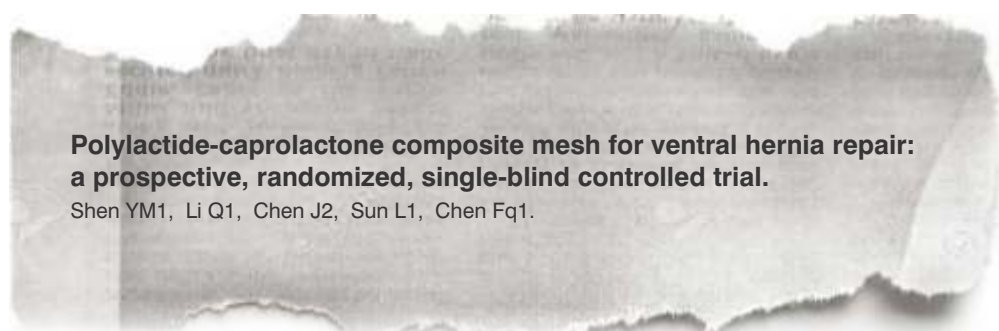 Polylactide-caprolactone composite mesh for ventral hernia repair:
a prospective, randomized, single-blind controlled trial.
Shen YM1, Li Q1, Chen J2, Sun L1, Chen Fq1.